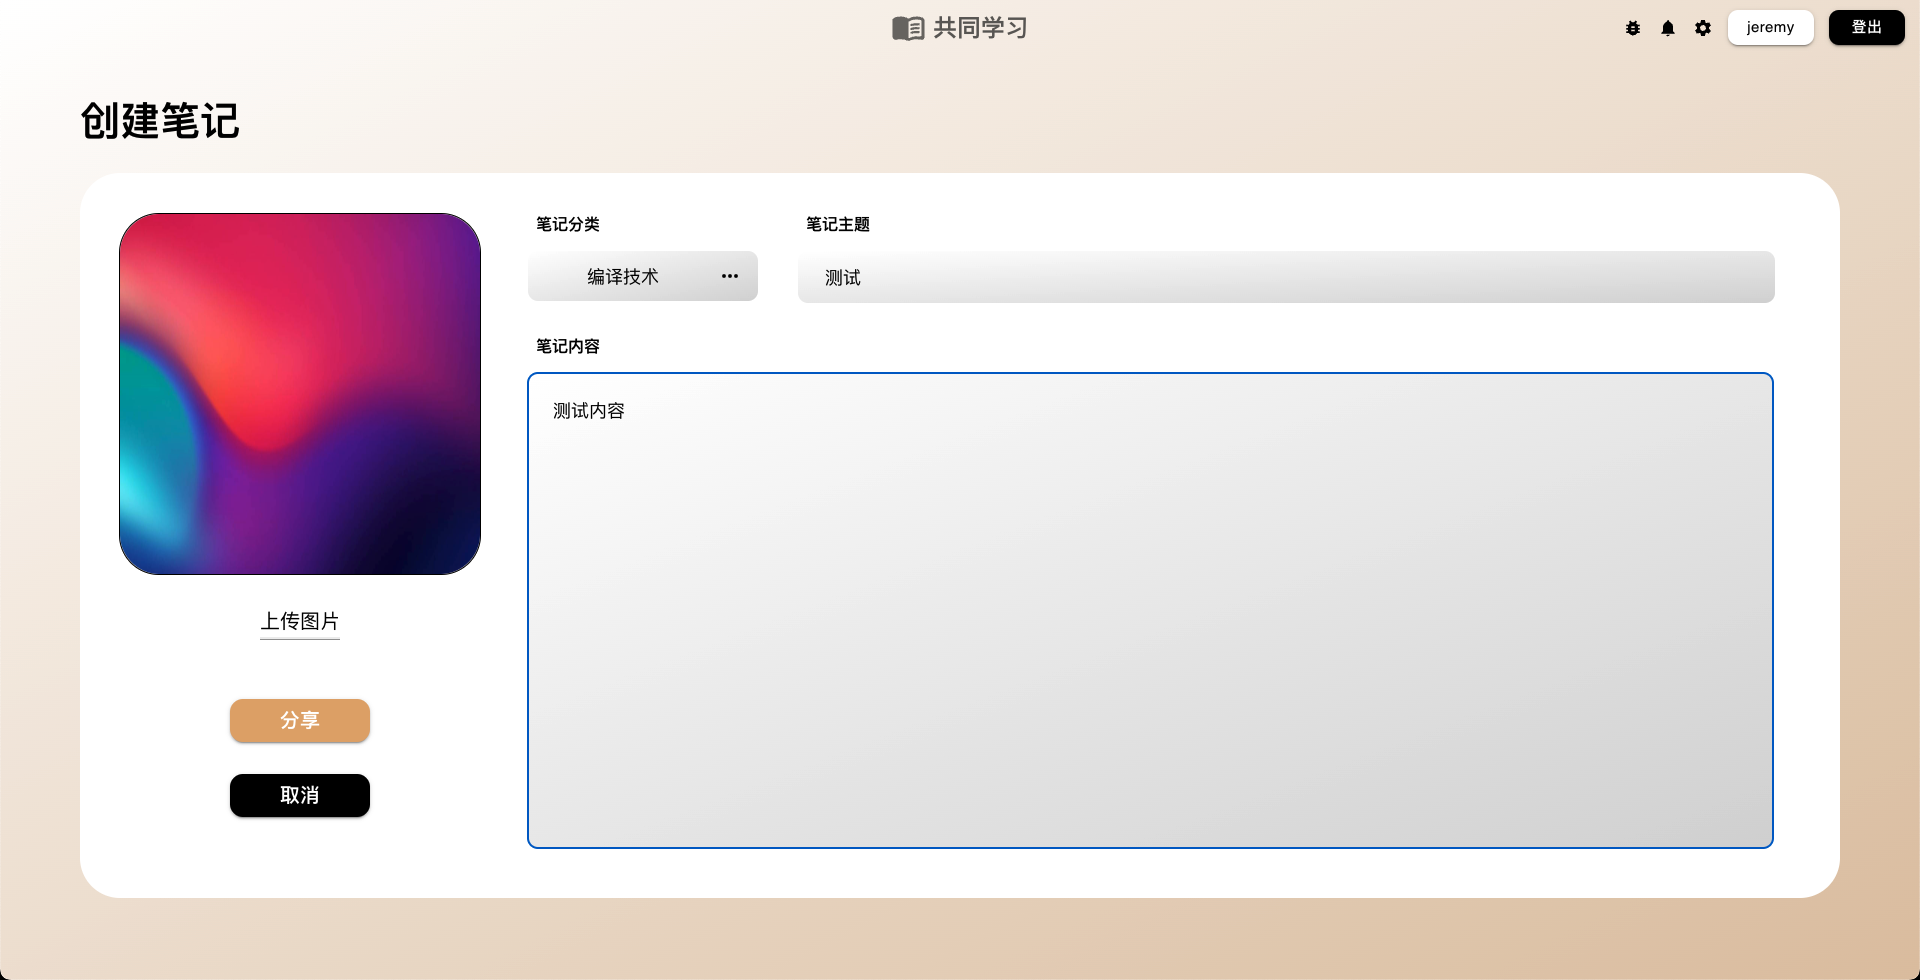 共同学习
jeremy
登出
创建笔记
笔记分类
笔记主题
编译技术
测试
笔记内容
测试内容
上传图片
分享
取消